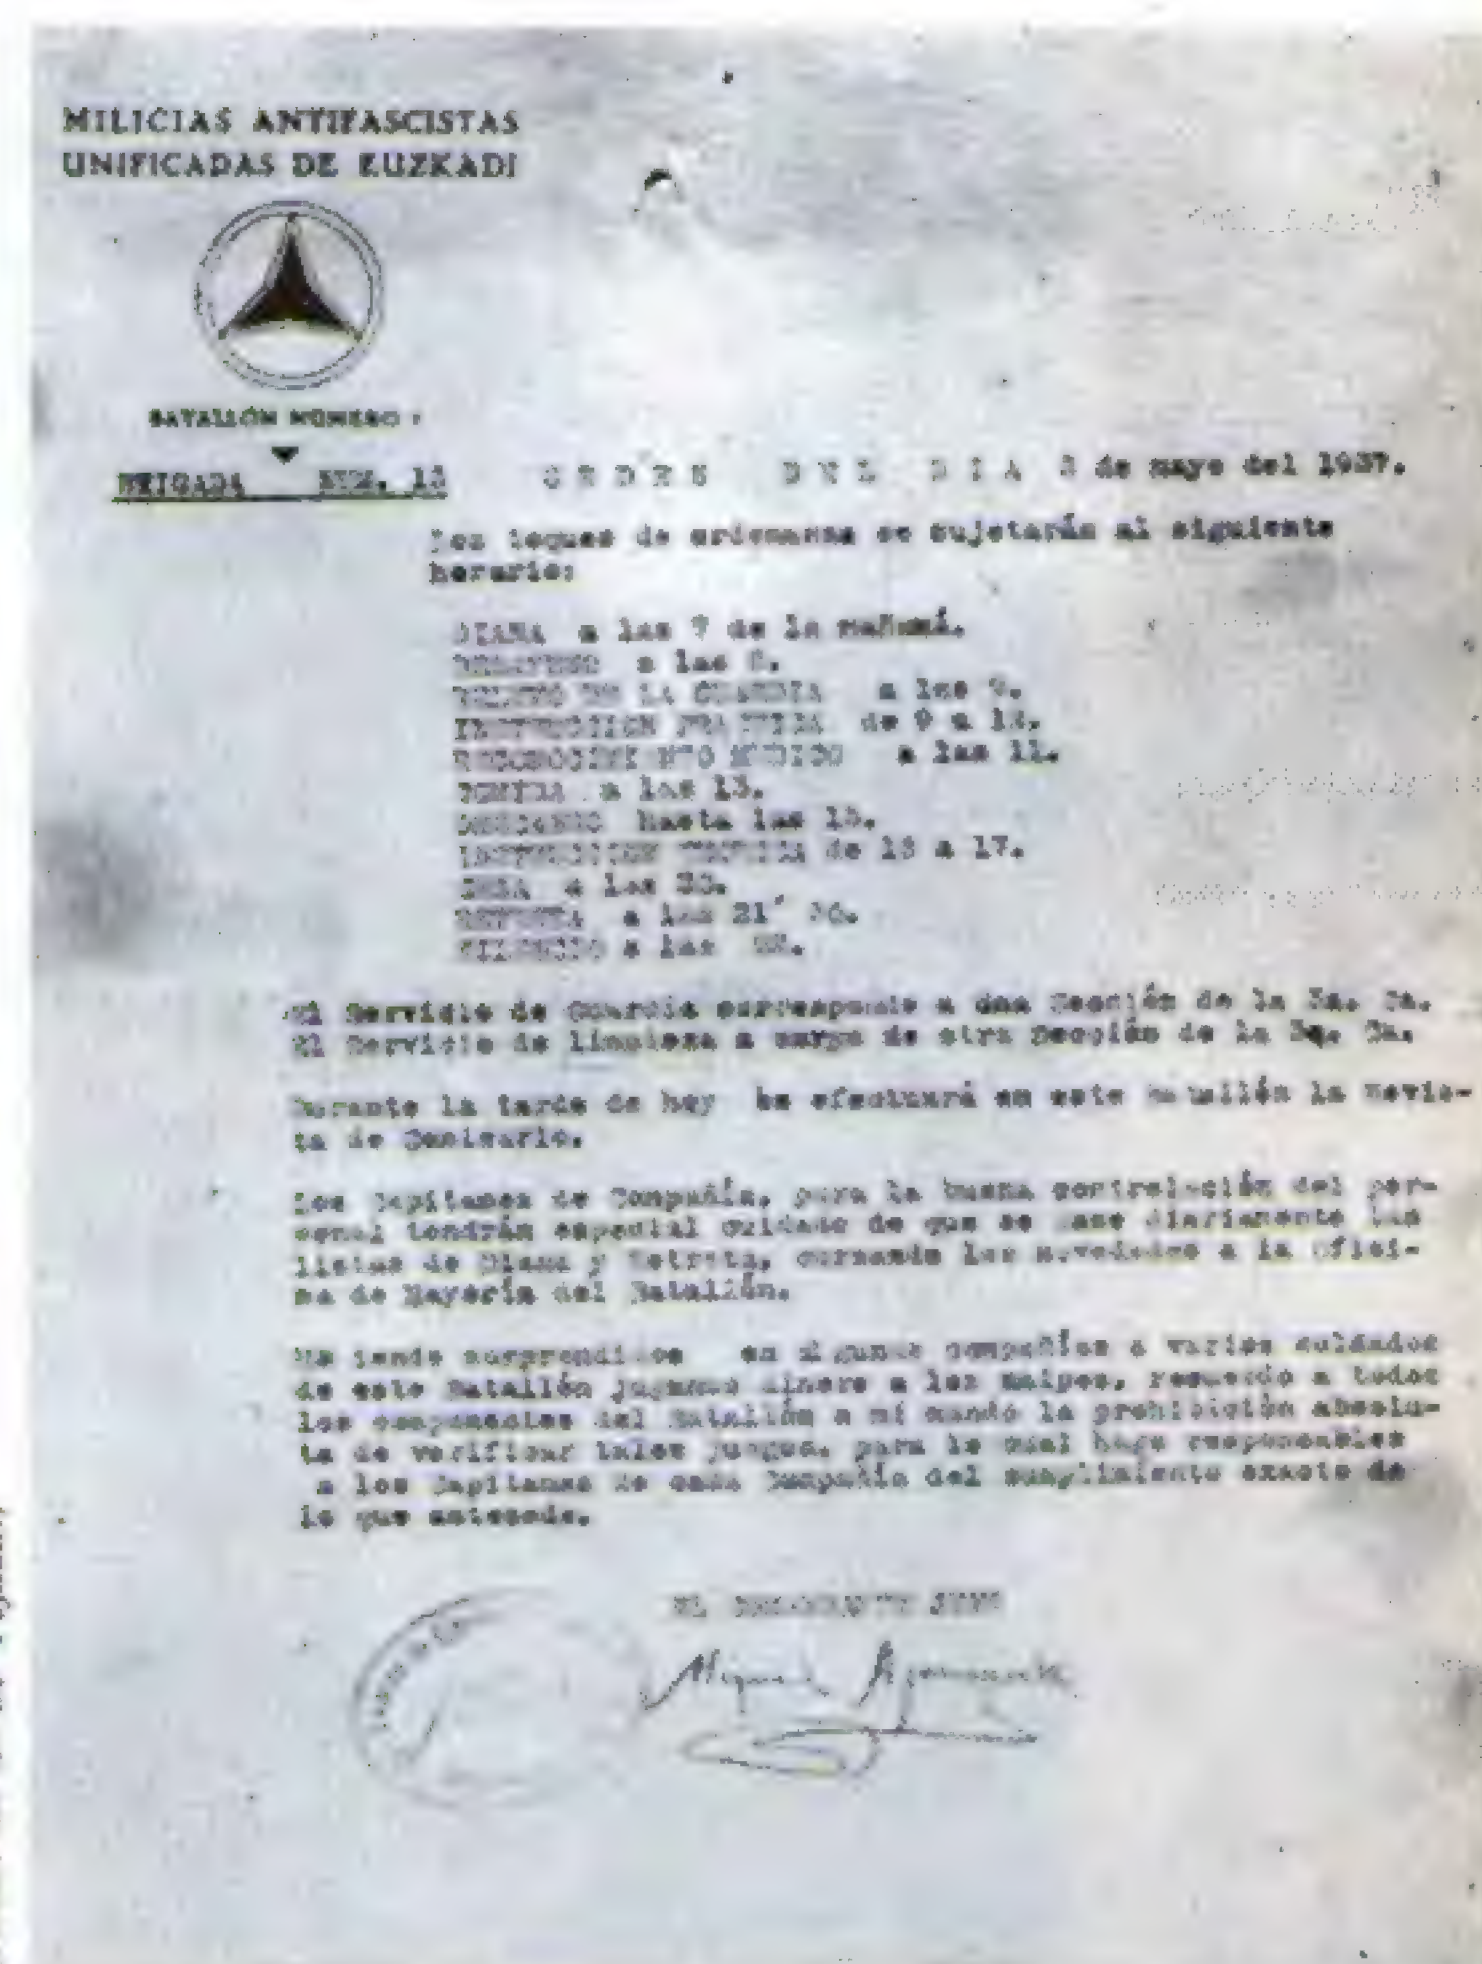 MILICIAS ANTIFASCISTAS
UNIFICADAS DE EUZKADI
BATALLÓN NÚMERO
BRIGADA NUM. 13
ORDEN DEL DIA de mayo del 1937.
Los toques de ordenanza se sujetarán al siguiente
horario:
DIANA a las 7 de la mañana.
DESAYUNO a las 8.
RELEVO DE LA GUARDIA a las 9.
INSTRUCCION PRACTICA de 9 a 12.
RECONOCIMIENTO MEDICO a las 11.
COMIDA a las 13.
DESCANSO hasta las 15.
INSTRUCCION de 15 a 17.
CENA a las 20.
RETRETA a las 21' 30.
SILENCIO a las 22.
El Servicio de Guardia corresponde a una Sección de la Ca.
El Servicio de limpieza a cargo de otra Sección de la Ca.
Durante la tarde de hoy se efectuará en este Batallón la Revis-
ta de Comisario.
Los Capitanes de Compañía, para la buena controlación del per-
sonal tendrán especial cuidado de que se pase diariamente las
listas de Diana y Retreta, cursando las novedades a la Ofici-
na de Mayoría del Batallón.
sorprendidos en algunas compañías a varios soldados
de este Batallón jugando dinero a los naipes, recuerdo a todos
los componentes del Batallón a mi mando la prohibición absolu-
ta de verificar tales juegos, para lo cual hago responsables
a los Capitanes de cada Compañía del cumplimiento exacto de
lo que antecede.
EL COMANDANTE JEFE